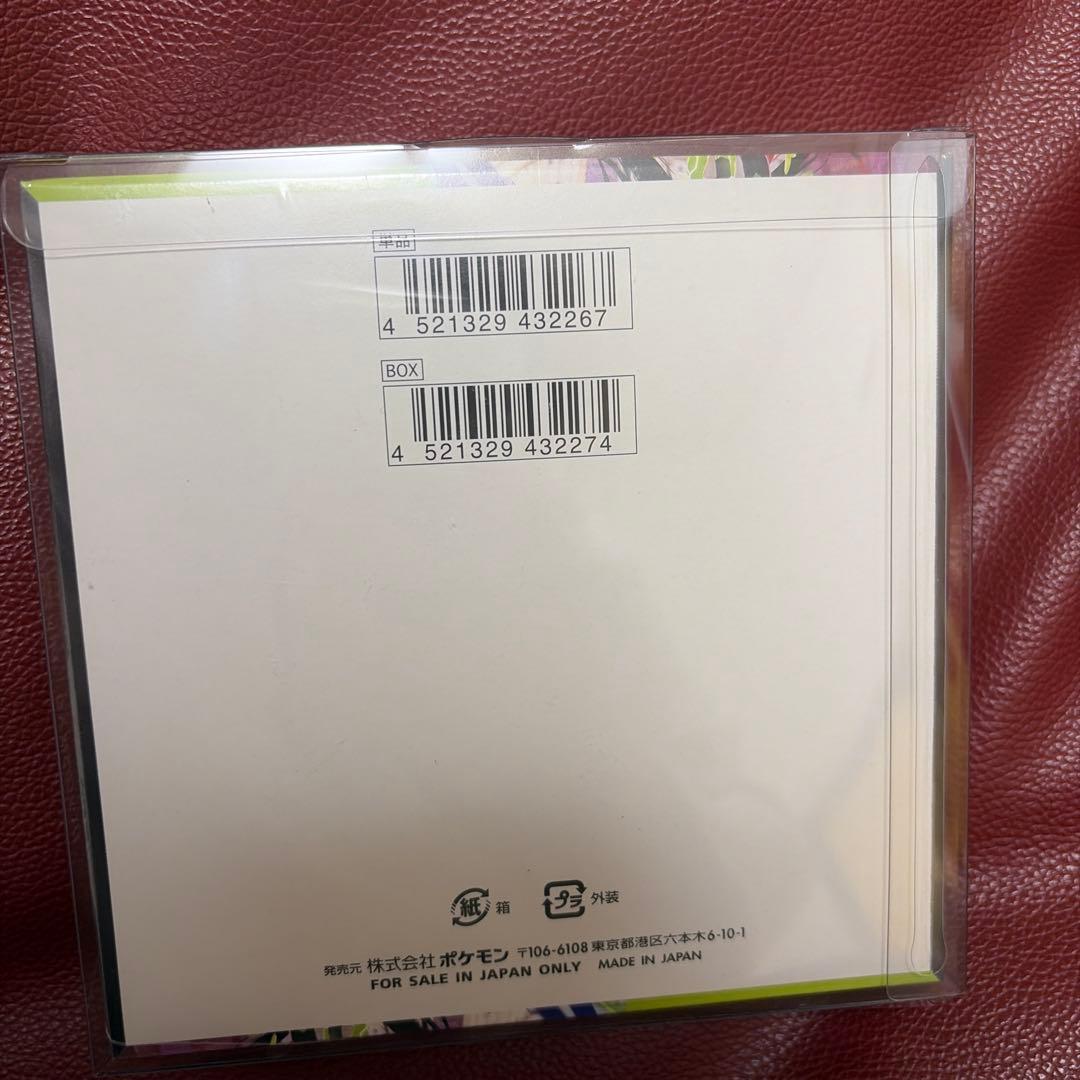 単品
4 521329 432267
BOX
4 521329 432274
紙 箱 プラ 外装
発売元 株式会社 ポケモン 〒106-6108 東京都港区六本木6-10-1
FOR SALE IN JAPAN ONLY MADE IN JAPAN